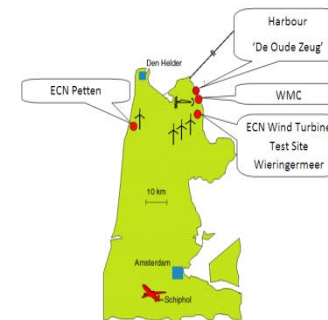 Harbour
‘De Oude Zeug’
Den Helder
ECN Petten
WMC
ECN Wind Turbine
Test Site
Wieringermeer
10 km
Amsterdam
Schiphol